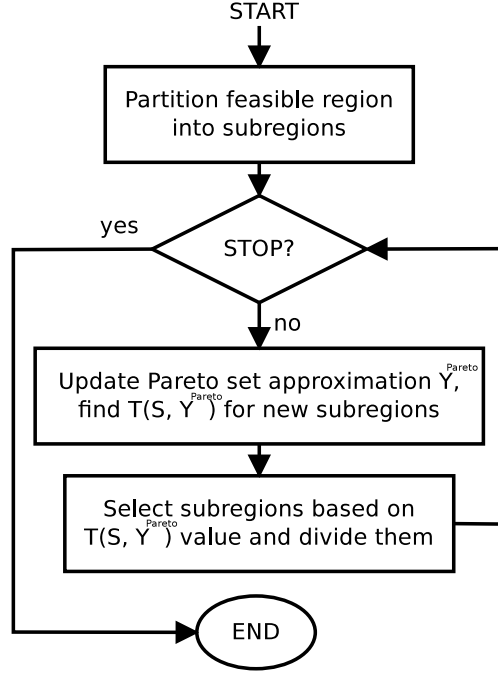 START
Partition feasible region
into subregions
yes
STOP?
no
Update Pareto set approximation Y^Pareto,
find T(S, Y^Pareto) for new subregions
Select subregions based on
T(S, Y^Pareto) value and divide them
END